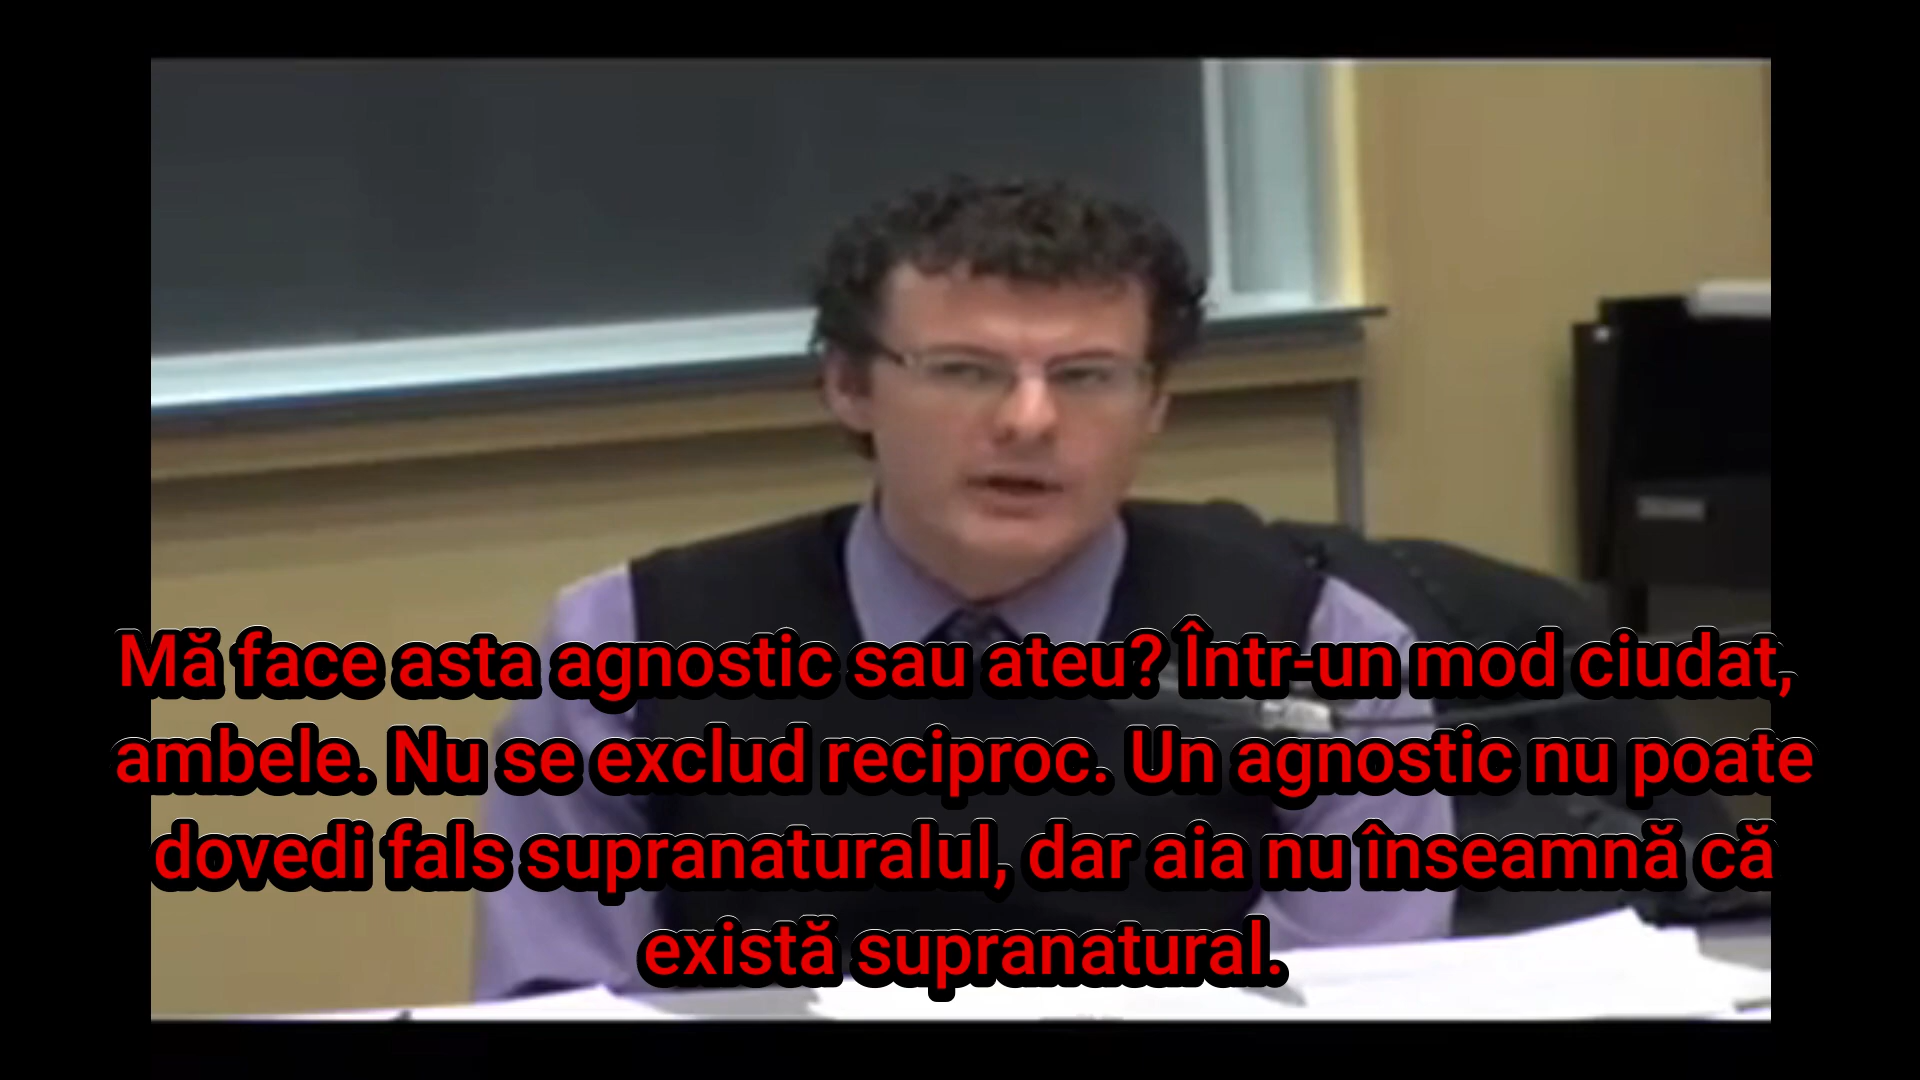 Mă face asta agnostic sau ateu? Într-un mod ciudat,
ambele. Nu se exclud reciproc. Un agnostic nu poate
dovedi fals supranaturalul, dar aia nu înseamnă că
există supranatural.